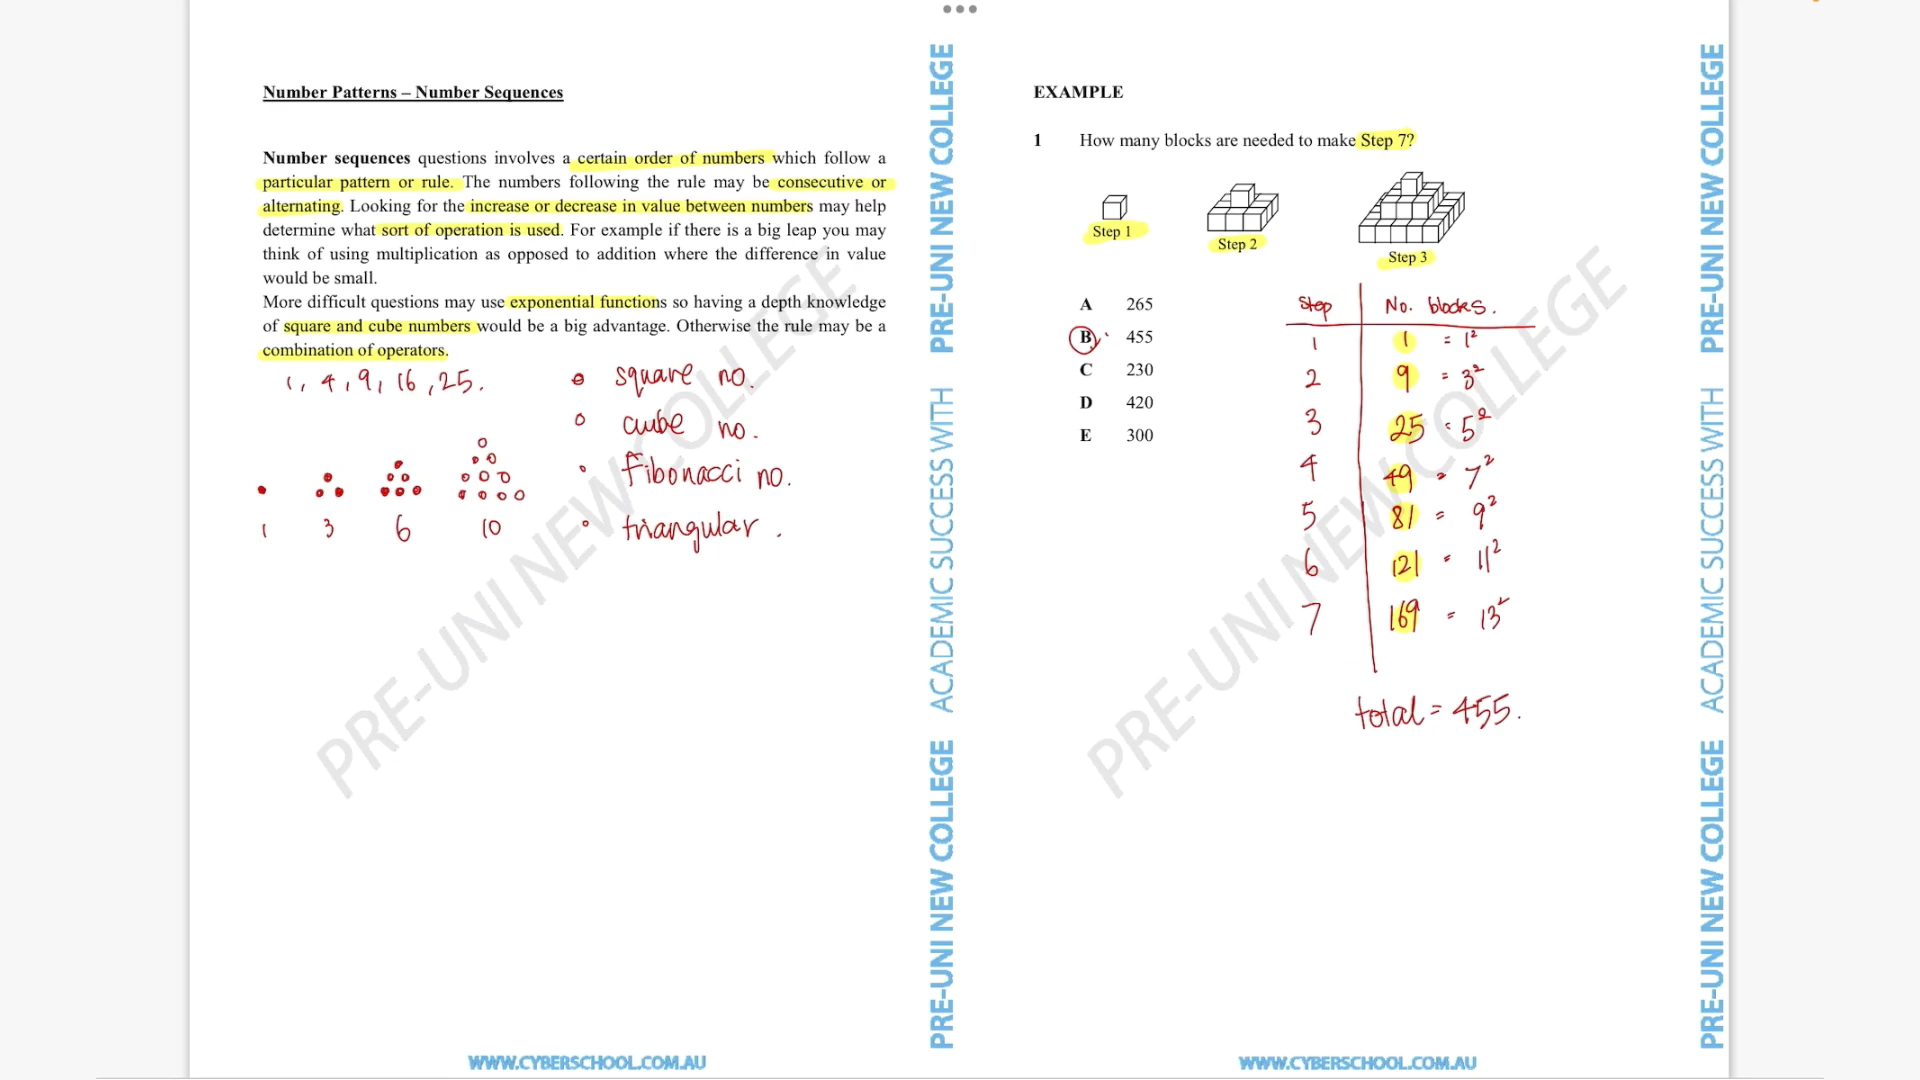 Number Patterns – Number Sequences
Number sequences questions involves a certain order of numbers which follow a
particular pattern or rule. The numbers following the rule may be consecutive or
alternating. Looking for the increase or decrease in value between numbers may help
determine what sort of operation is used. For example if there is a big leap you may
think of using multiplication as opposed to addition where the difference in value
would be small.
More difficult questions may use exponential functions so having a depth knowledge
of square and cube numbers would be a big advantage. Otherwise the rule may be a
combination of operators.
1, 4, 9, 16, 25.
square no.
cube no.
fibonacci no.
triangular.
1 3 6 10
PRE-UNI NEW COLLEGE
PRE-UNI NEW COLLEGE ACADEMIC SUCCESS WITH PRE-UNI NEW COLLEGE
WWW.CYBERSCHOOL.COM.AU
EXAMPLE
1 How many blocks are needed to make Step 7?
Step 1
Step 2
Step 3
A 265
B 455
C 230
D 420
E 300
Step No. blocks.
1 1 = 1²
2 9 = 3²
3 25 = 5²
4 49 = 7²
5 81 = 9²
6 121 = 11²
7 169 = 13²
total = 455.
PRE-UNI NEW COLLEGE
PRE-UNI NEW COLLEGE ACADEMIC SUCCESS WITH PRE-UNI NEW COLLEGE
WWW.CYBERSCHOOL.COM.AU